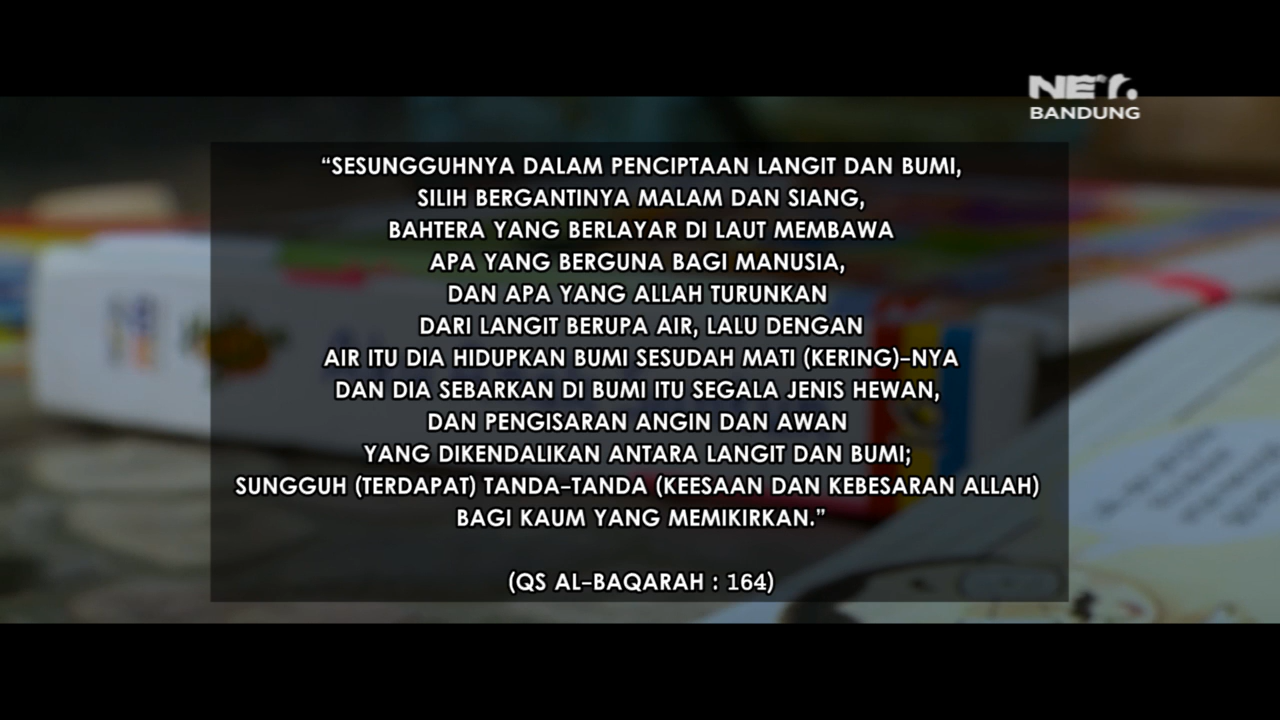 NET.
BANDUNG
“SESUNGGUHNYA DALAM PENCIPTAAN LANGIT DAN BUMI,
SILIH BERGANTINYA MALAM DAN SIANG,
BAHTERA YANG BERLAYAR DI LAUT MEMBAWA
APA YANG BERGUNA BAGI MANUSIA,
DAN APA YANG ALLAH TURUNKAN
DARI LANGIT BERUPA AIR, LALU DENGAN
AIR ITU DIA HIDUPKAN BUMI SESUDAH MATI (KERING)-NYA
DAN DIA SEBARKAN DI BUMI ITU SEGALA JENIS HEWAN,
DAN PENGISARAN ANGIN DAN AWAN
YANG DIKENDALIKAN ANTARA LANGIT DAN BUMI;
SUNGGUH (TERDAPAT) TANDA-TANDA (KEESAAN DAN KEBESARAN ALLAH)
BAGI KAUM YANG MEMIKIRKAN.”
(QS AL-BAQARAH : 164)